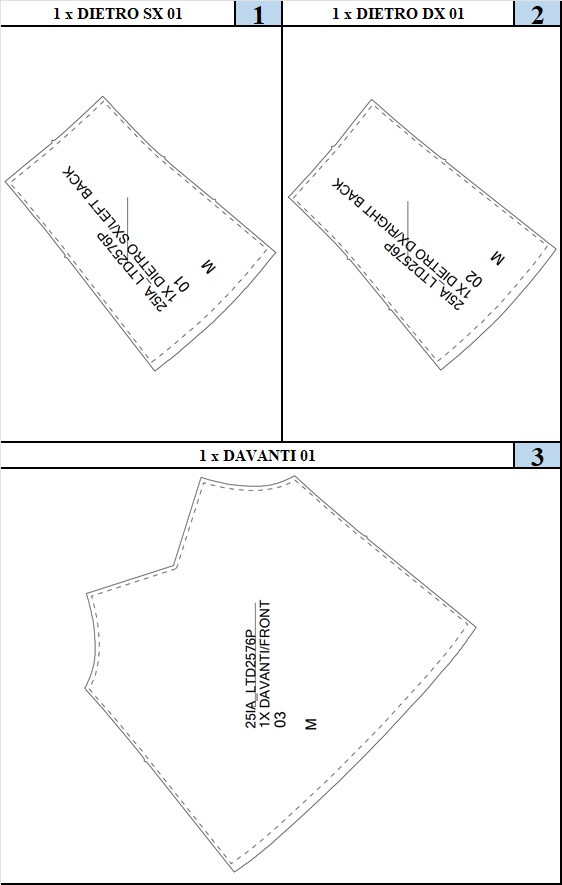 1 x DIETRO SX 01
1
1 x DIETRO DX 01
2
25IA_LTD2576P
1X DIETRO SX/LEFT BACK
01
M
25IA_LTD2576P
1X DIETRO DX/RIGHT BACK
02
M
1 x DAVANTI 01
3
25IA_LTD2576P
1X DAVANTI/FRONT
03
M